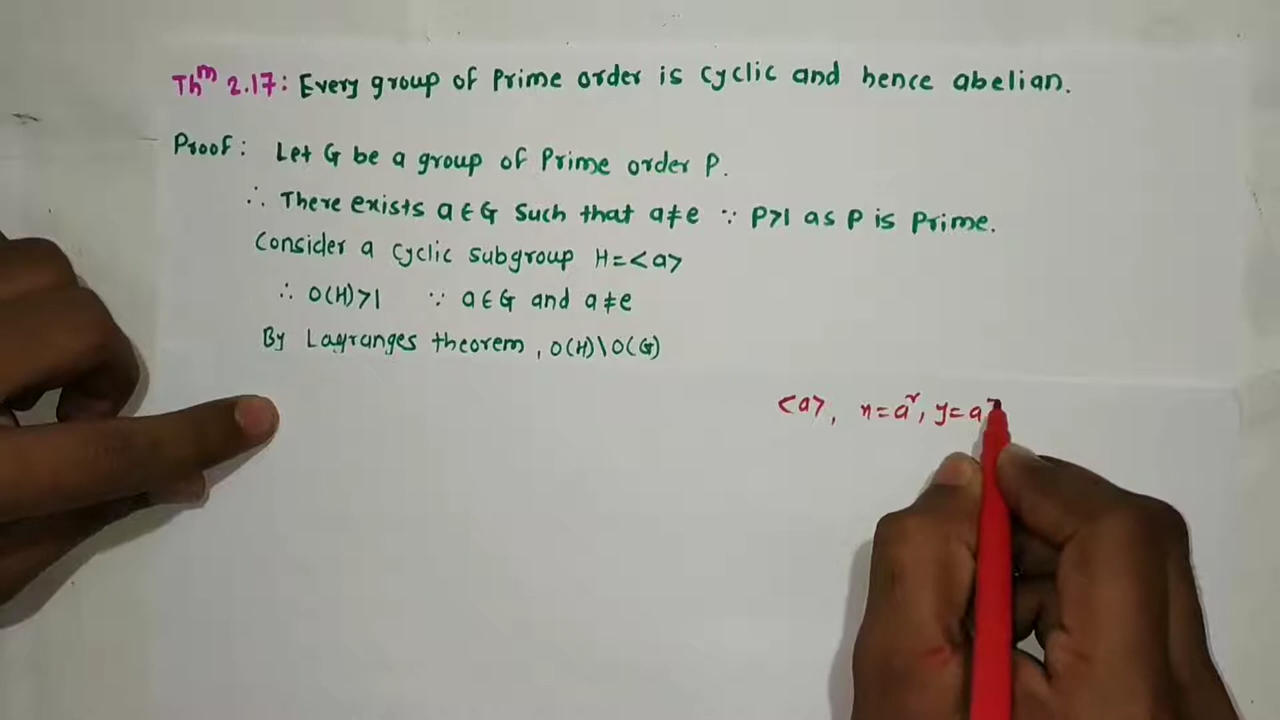 Thm 2.17: Every group of Prime order is cyclic and hence abelian.
Proof: Let G be a group of Prime order P.
∴ There exists a ∈ G Such that a ≠ e ∵ P>1 as P is Prime.
Consider a cyclic subgroup H = <a>
∴ O(H)>1 ∵ a ∈ G and a ≠ e
By Lagranges theorem, O(H)\O(G)
<a>, x = a^r, y = a